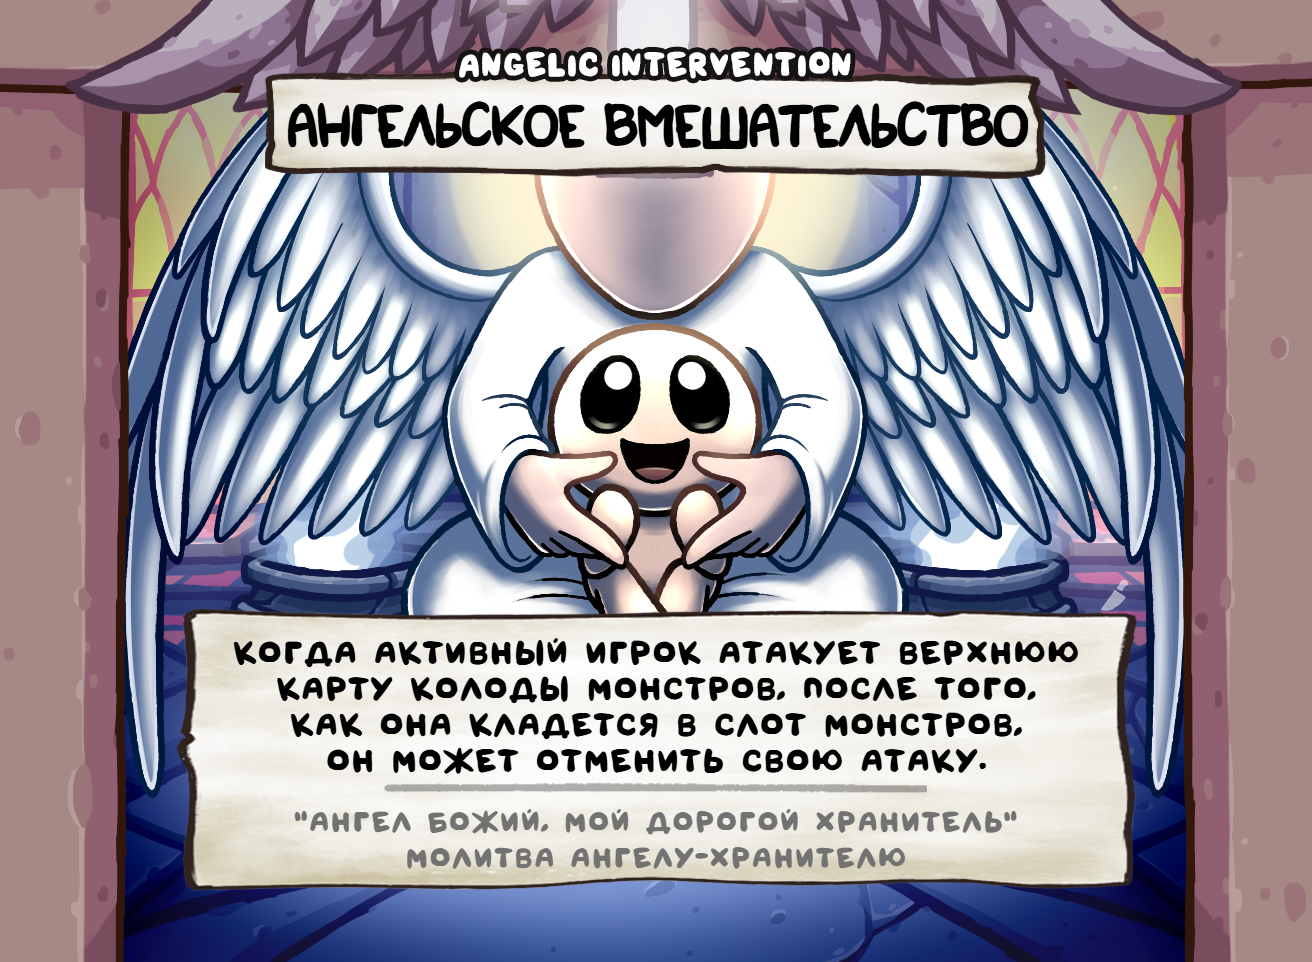 ANGELIC INTERVENTION
АНГЕЛЬСКОЕ ВМЕШАТЕЛЬСТВО
КОГДА АКТИВНЫЙ ИГРОК АТАКУЕТ ВЕРХНЮЮ
КАРТУ КОЛОДЫ МОНСТРОВ, ПОСЛЕ ТОГО,
КАК ОНА КЛАДЕТСЯ В СЛОТ МОНСТРОВ,
ОН МОЖЕТ ОТМЕНИТЬ СВОЮ АТАКУ.
"АНГЕЛ БОЖИЙ, МОЙ ДОРОГОЙ ХРАНИТЕЛЬ"
МОЛИТВА АНГЕЛУ-ХРАНИТЕЛЮ